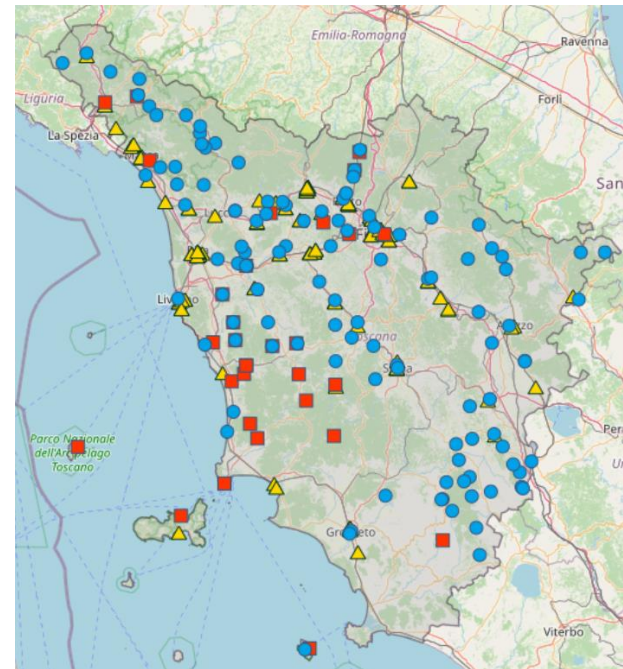 Emilia-Romagna
Ravenna
Liguria
Forlì
La Spezia
San
Livorno
Toscana
Arezzo
Siena
Per
Parco Nazionale
dell'Arcipelago
Toscano
Grosseto
Viterbo